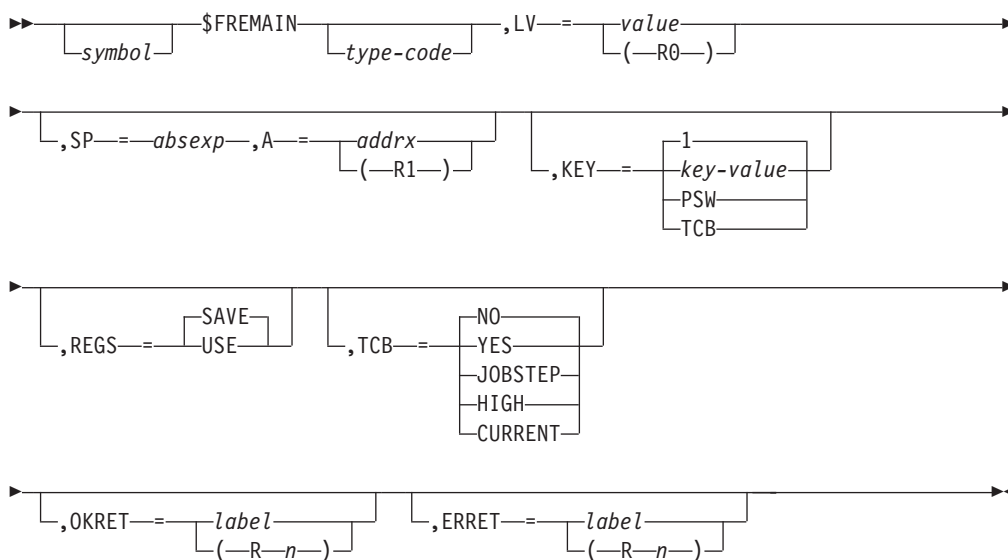 $FREMAIN ,LV = value
symbol type-code (R0)
,SP = absexp ,A = addrx ,KEY = 1
(R1) key-value
PSW
TCB
,REGS = SAVE ,TCB = NO
USE YES
JOBSTEP
HIGH
CURRENT
,OKRET = label ,ERRET = label
(R n) (R n)